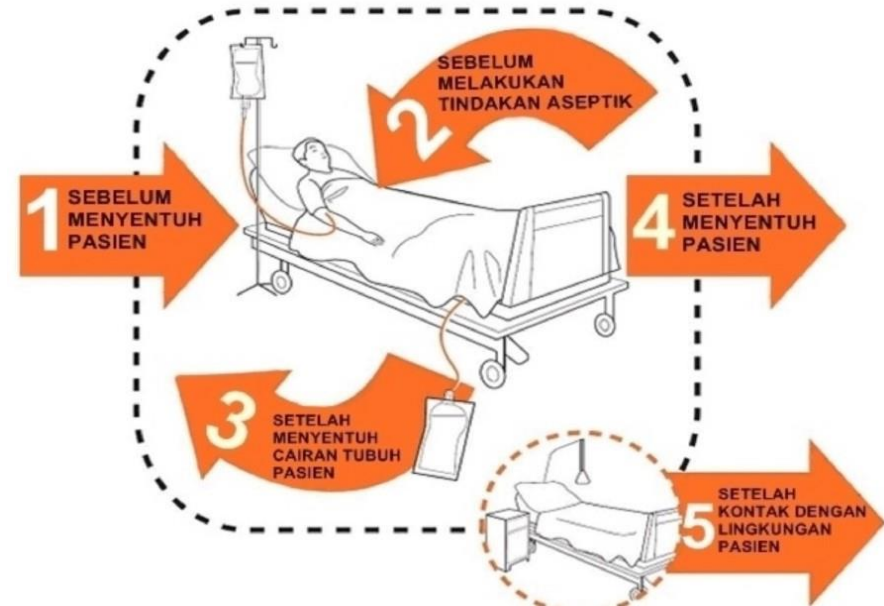 1
SEBELUM
MENYENTUH
PASIEN
2
SEBELUM
MELAKUKAN
TINDAKAN ASEPTIK
3
SETELAH
MENYENTUH
CAIRAN TUBUH
PASIEN
4
SETELAH
MENYENTUH
PASIEN
5
SETELAH
KONTAK DENGAN
LINGKUNGAN
PASIEN